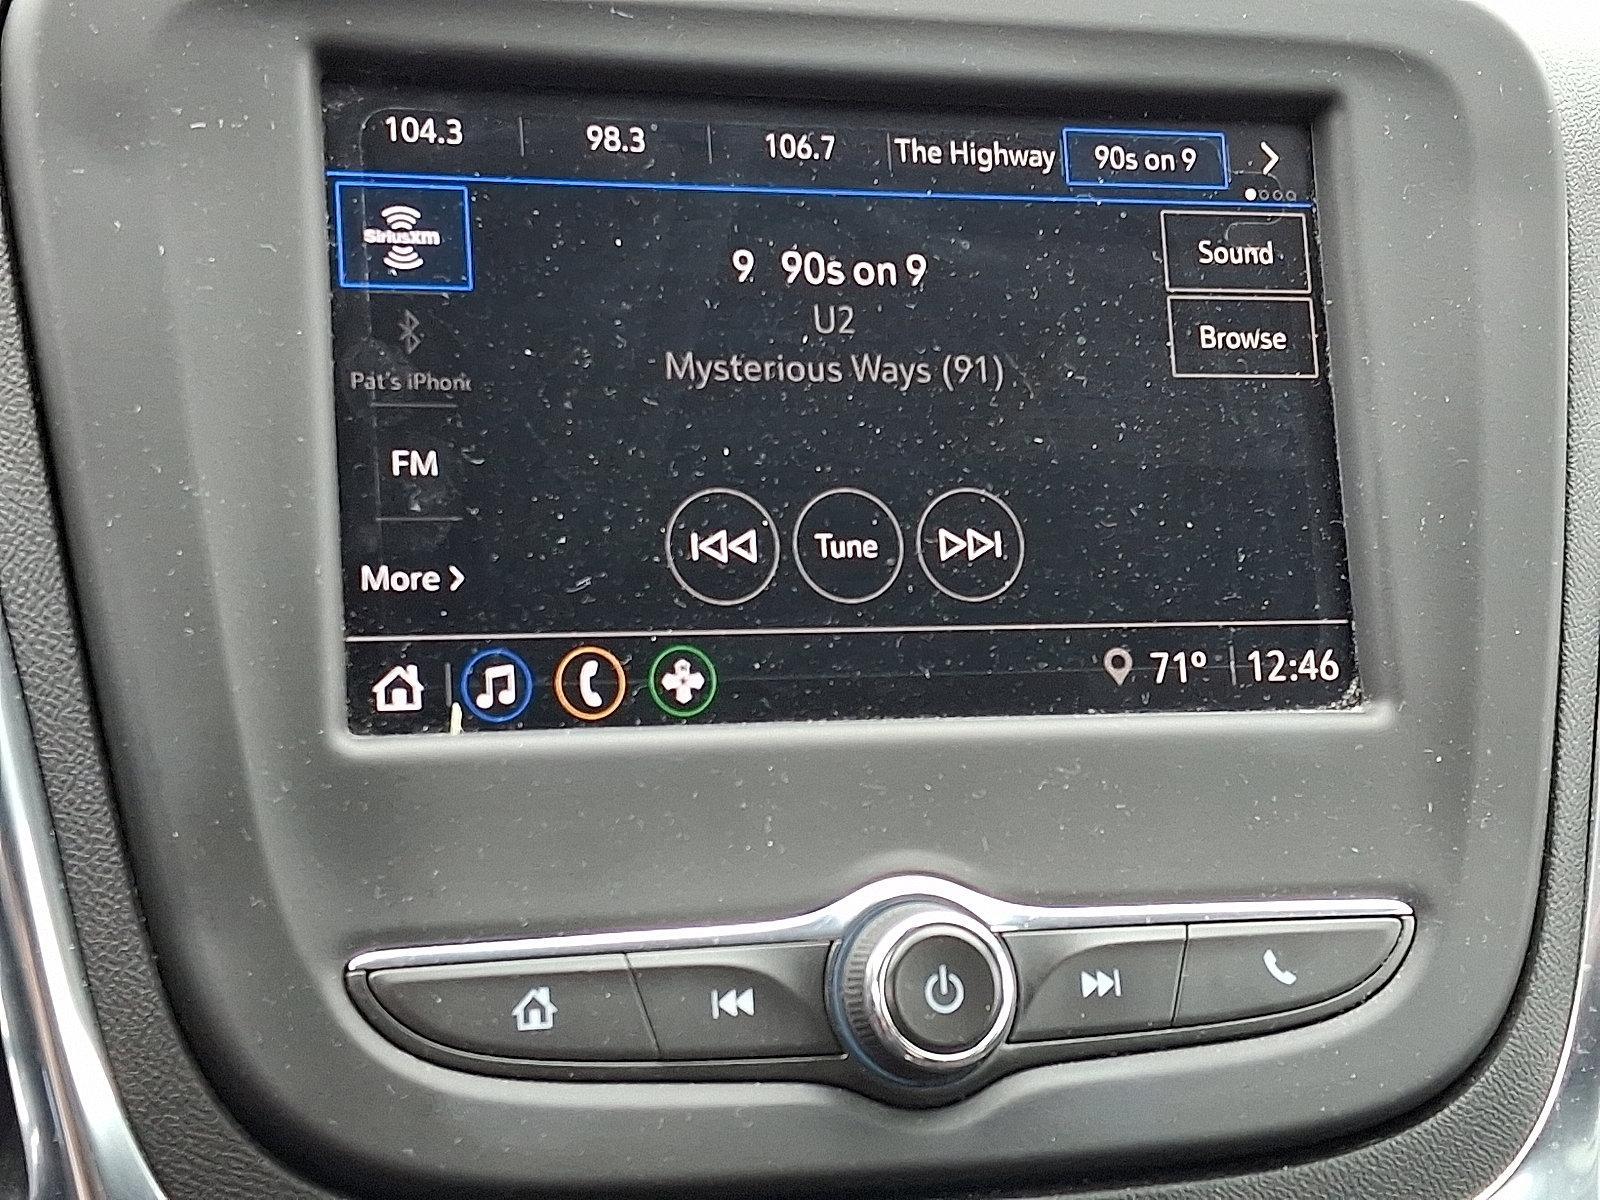 104.3 98.3 106.7 The Highway 90s on 9
SiriusXM
Sound
9 90s on 9
U2
Browse
Mysterious Ways (91)
Pat's iPhon
FM
Tune
More
71° 12:46